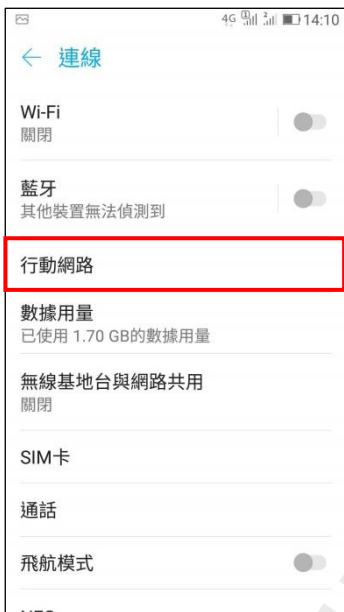 4G 1 2 14:10
← 連線
Wi-Fi
關閉
藍牙
其他裝置無法偵測到
行動網路
數據用量
已使用 1.70 GB的數據用量
無線基地台與網路共用
關閉
SIM卡
通話
飛航模式